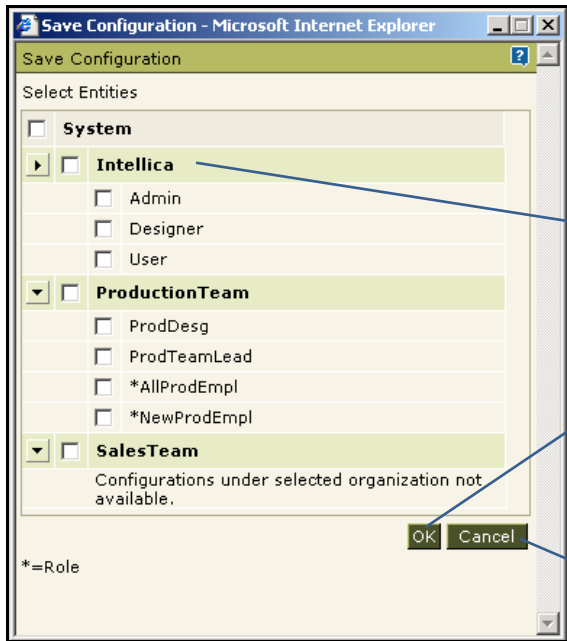 Save Configuration - Microsoft Internet Explorer
Save Configuration
?
Select Entities
System
Intellica
Admin
Designer
User
ProductionTeam
ProdDesg
ProdTeamLead
*AllProdEmpl
*NewProdEmpl
SalesTeam
Configurations under selected organization not
available.
OK Cancel
*=Role